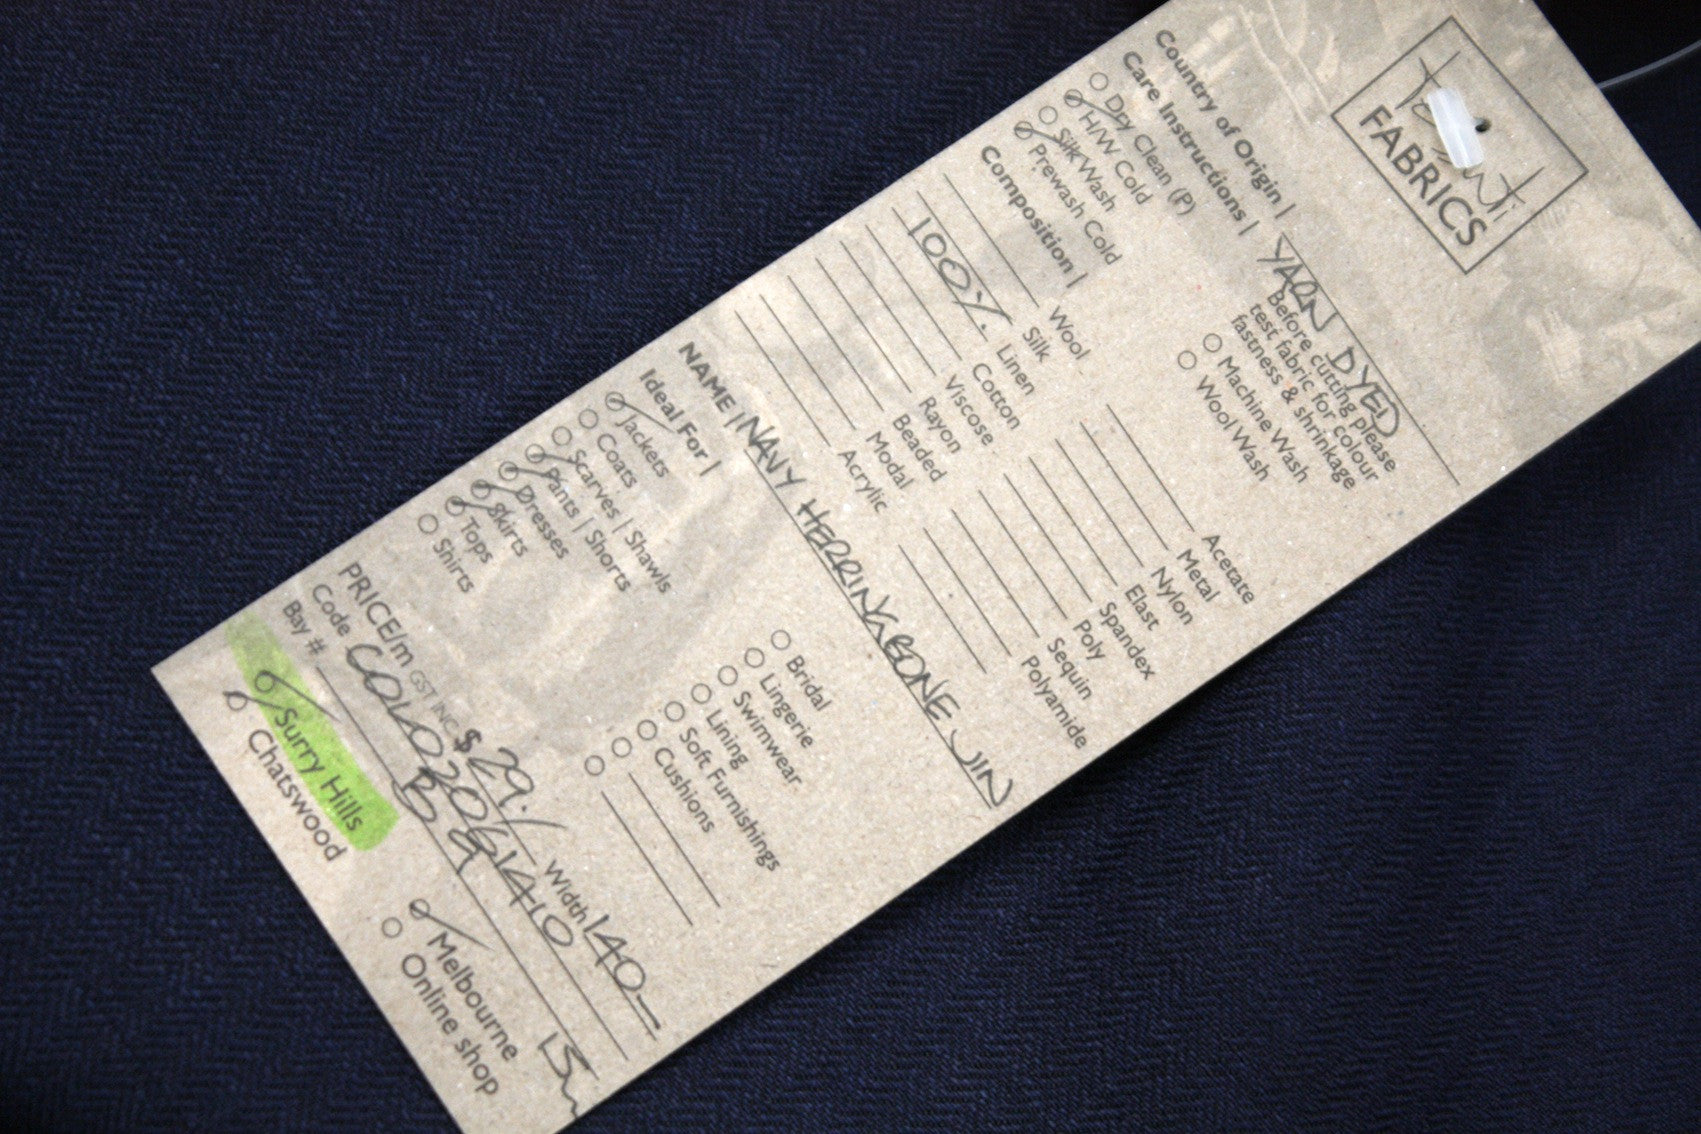 FABRICS
Country of Origin | YARN DYED
Care Instructions |
Dry Clean (P)
H/W Cold
Silk Wash
Prewash Cold
Before cutting please
test fabric for colour
fastness & shrinkage
Machine Wash
Wool Wash
Composition |
Wool
Silk
100% Linen
Cotton
Viscose
Rayon
Beaded
Modal
Acrylic
Acetate
Metal
Nylon
Elast
Spandex
Poly
Sequin
Polyamide
NAME | NAVY HERRINGBONE JIN
Ideal For |
Jackets
Coats
Scarves | Shawls
Pants | Shorts
Dresses
Skirts
Tops
Shirts
Bridal
Lingerie
Swimwear
Lining
Soft Furnishings
Cushions
PRICE/m GST INC $ 29. Width 140
Code
Bay #
Surry Hills
Chatswood
Melbourne
Online shop